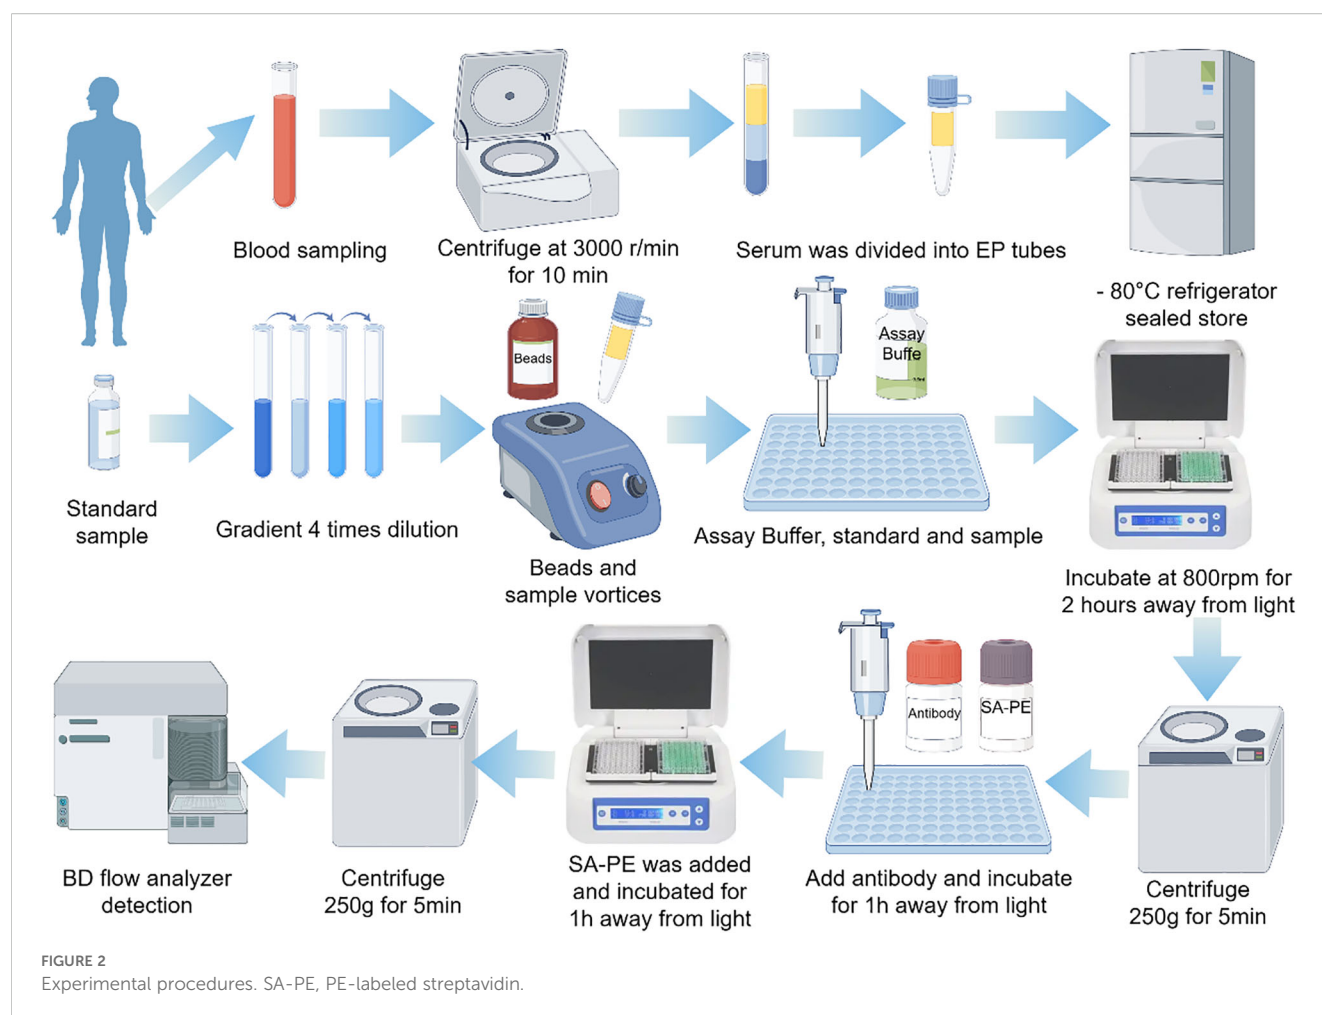 Blood sampling
Centrifuge at 3000 r/min
for 10 min
Serum was divided into EP tubes
- 80°C refrigerator
sealed store
Standard
sample
Gradient 4 times dilution
Beads
Beads and
sample vortices
Assay
Buffe
Assay Buffer, standard and sample
Incubate at 800rpm for
2 hours away from light
BD flow analyzer
detection
Centrifuge
250g for 5min
SA-PE was added
and incubated for
1h away from light
Antibody
SA-PE
Add antibody and incubate
for 1h away from light
Centrifuge
250g for 5min
FIGURE 2
Experimental procedures. SA-PE, PE-labeled streptavidin.